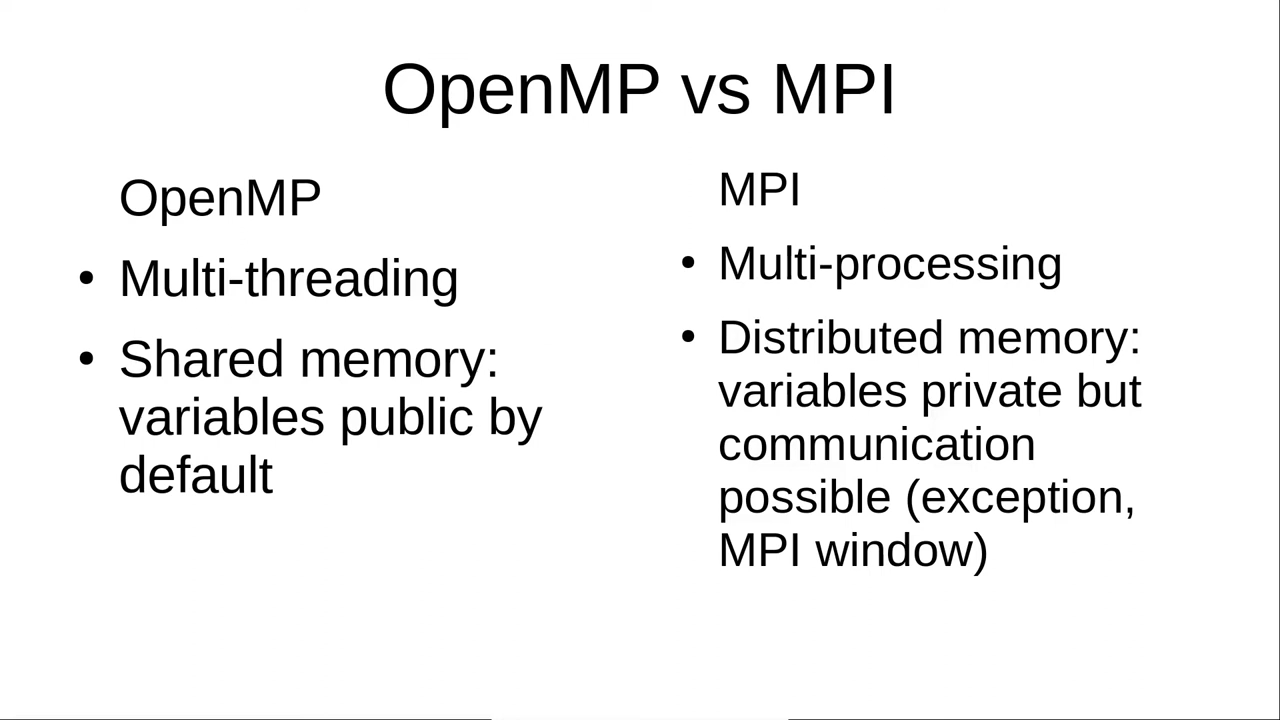 OpenMP vs MPI
OpenMP
• Multi-threading
• Shared memory:
variables public by
default
MPI
• Multi-processing
• Distributed memory:
variables private but
communication
possible (exception,
MPI window)